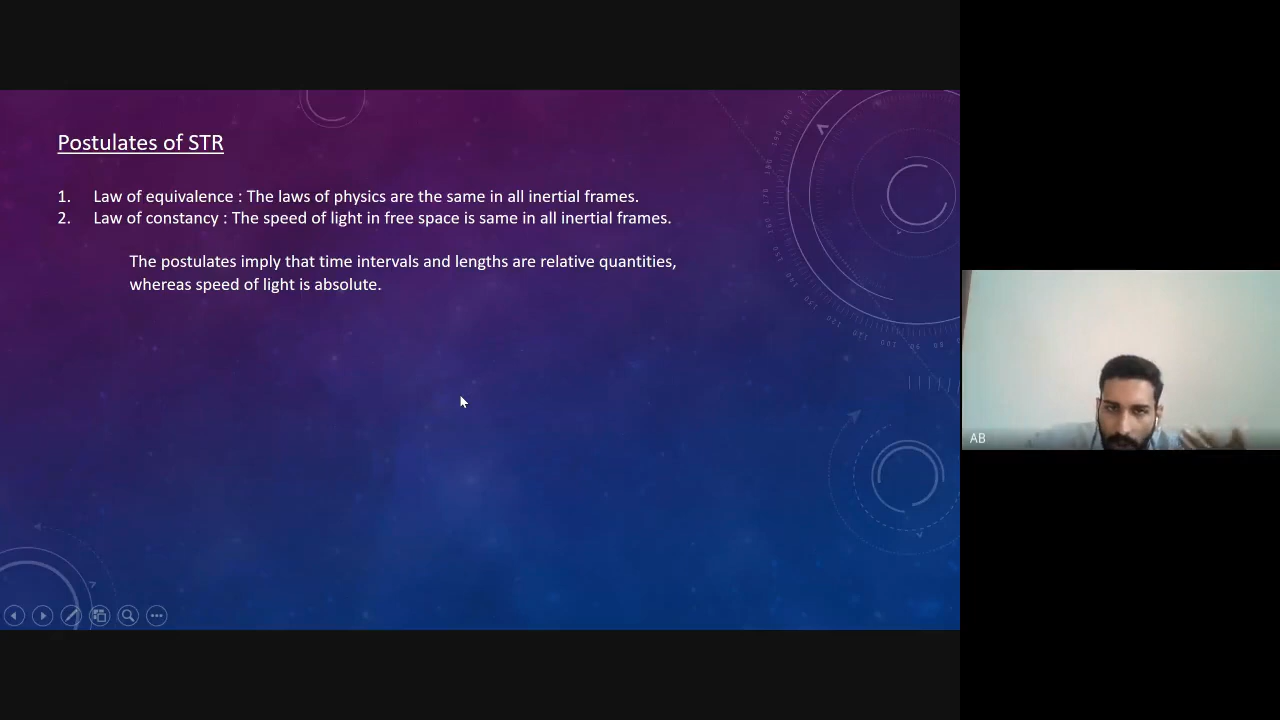 Postulates of STR
1. Law of equivalence : The laws of physics are the same in all inertial frames.
2. Law of constancy : The speed of light in free space is same in all inertial frames.
The postulates imply that time intervals and lengths are relative quantities,
whereas speed of light is absolute.
AB